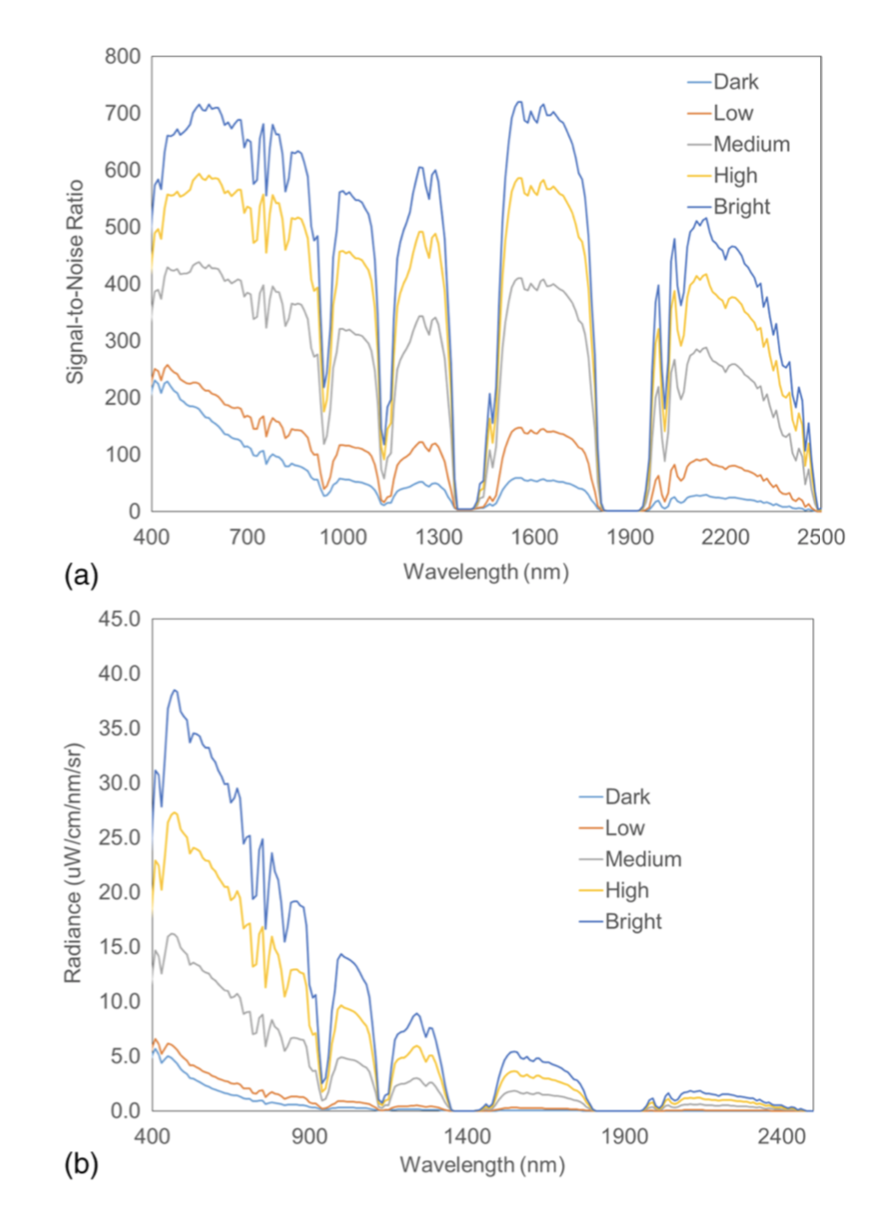 800
700
600
500
400
300
200
100
0
Signal-to-Noise Ratio
Dark
Low
Medium
High
Bright
400 700 1000 1300 1600 1900 2200 2500
Wavelength (nm)
(a)
45.0
40.0
35.0
30.0
25.0
20.0
15.0
10.0
5.0
0.0
Radiance (uW/cm/nm/sr)
Dark
Low
Medium
High
Bright
400 900 1400 1900 2400
Wavelength (nm)
(b)